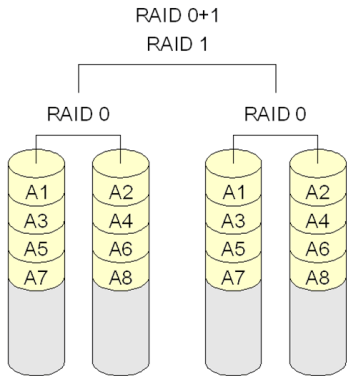 RAID 0+1
RAID 1
RAID 0 RAID 0
A1 A2 A1 A2
A3 A4 A3 A4
A5 A6 A5 A6
A7 A8 A7 A8